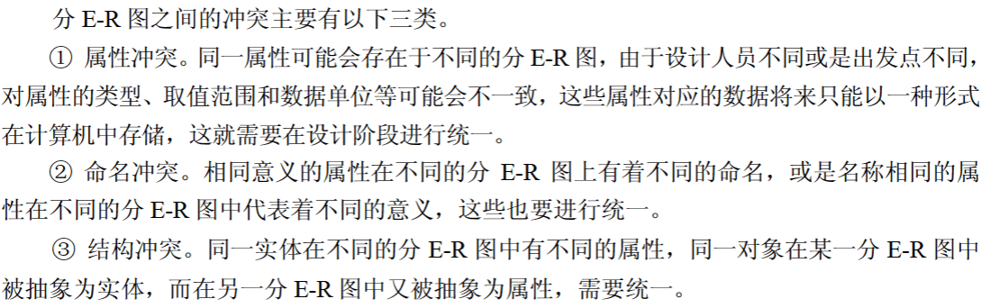 分 E-R 图之间的冲突主要有以下三类。
① 属性冲突。同一属性可能会存在于不同的分 E-R 图，由于设计人员不同或是出发点不同，
对属性的类型、取值范围和数据单位等可能会不一致，这些属性对应的数据将来只能以一种形式
在计算机中存储，这就需要在设计阶段进行统一。
② 命名冲突。相同意义的属性在不同的分 E-R 图上有着不同的命名，或是名称相同的属
性在不同的分 E-R 图中代表着不同的意义，这些也要进行统一。
③ 结构冲突。同一实体在不同的分 E-R 图中有不同的属性，同一对象在某一分 E-R 图中
被抽象为实体，而在另一分 E-R 图中又被抽象为属性，需要统一。